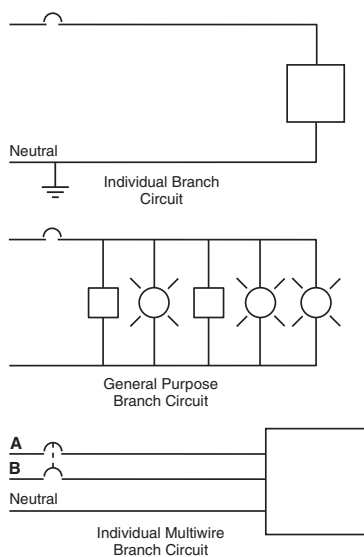 Neutral
Individual Branch
Circuit
General Purpose
Branch Circuit
A
B
Neutral
Individual Multiwire
Branch Circuit